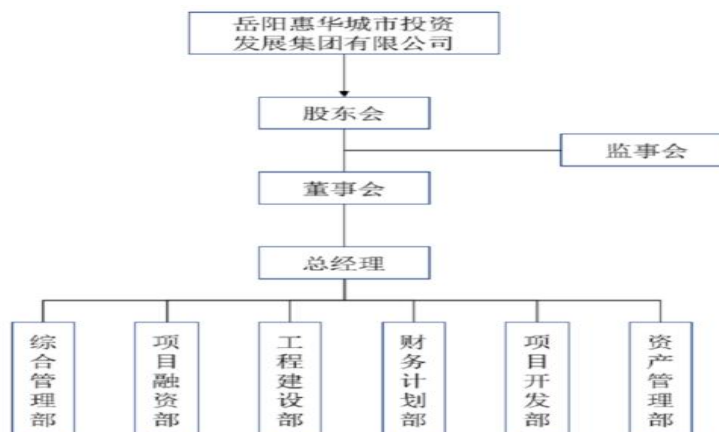 岳阳惠华城市投资
发展集团有限公司
股东会
监事会
董事会
总经理
综合管理部
项目融资部
工程建设部
财务计划部
项目开发部
资产管理部